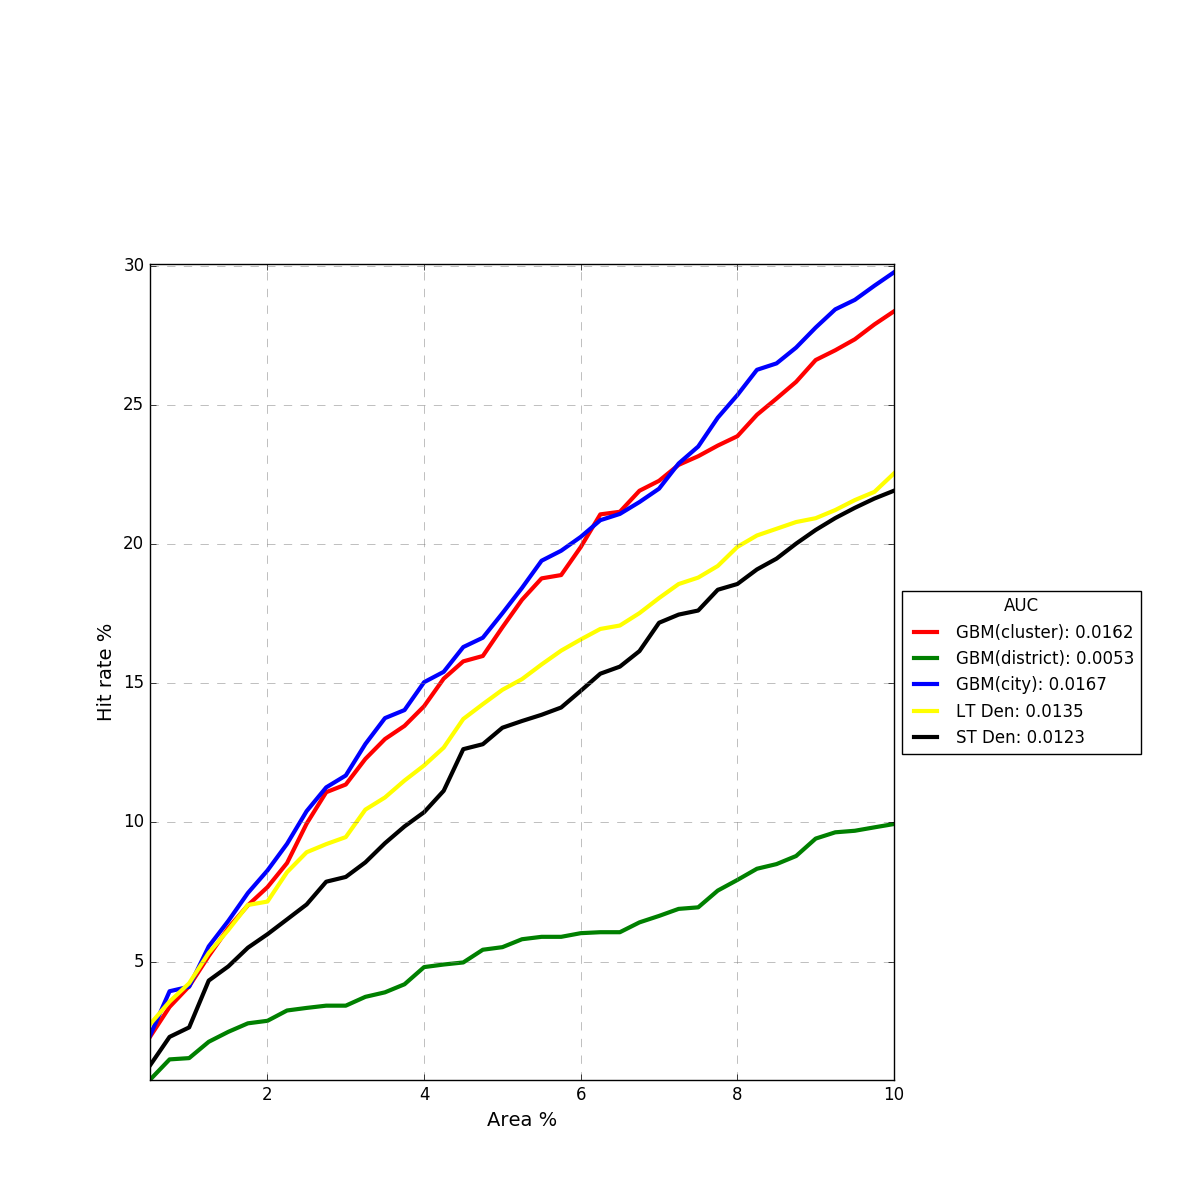 30
25
20
15
10
5
Hit rate %
2
4
6
8
10
Area %
AUC
GBM(cluster): 0.0162
GBM(district): 0.0053
GBM(city): 0.0167
LT Den: 0.0135
ST Den: 0.0123